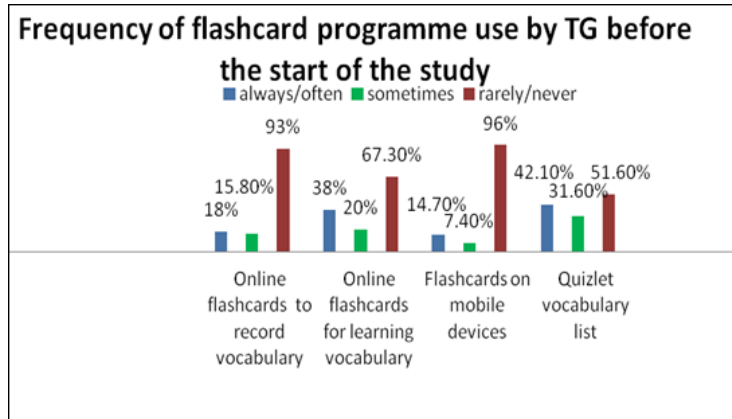 Frequency of flashcard programme use by TG before
the start of the study
always/often sometimes rarely/never
93%
96%
67.30%
42.10% 51.60%
38%
31.60%
15.80%
14.70%
20%
18%
7.40%
Online
flashcards to
record
vocabulary
Online
flashcards
for learning
vocabulary
Flashcards on
mobile
devices
Quizlet
vocabulary
list